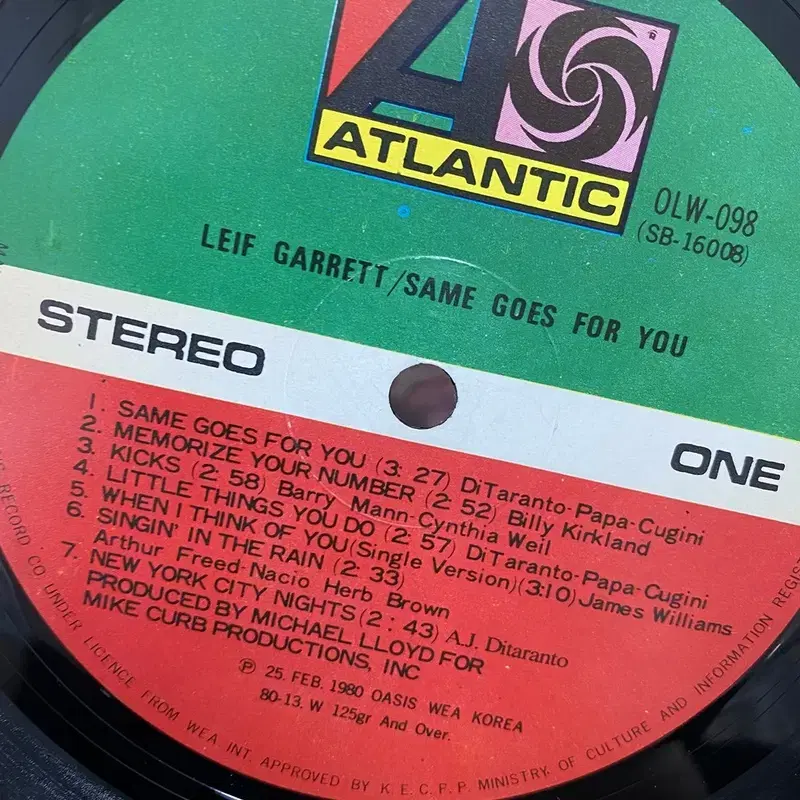 ATLANTIC
®
OLW-098
(SB-16008)
LEIF GARRETT/SAME GOES FOR YOU
STEREO
ONE
1. SAME GOES FOR YOU (3: 27) DiTaranto-Papa-Cugini
2. MEMORIZE YOUR NUMBER (2: 52) Billy Kirkland
3. KICKS (2: 58) Barry Mann-Cynthia Weil
4. LITTLE THINGS YOU DO (2: 57) DiTaranto-Papa-Cugini
5. WHEN I THINK OF YOU(Single Version)(3:10)James Williams
6. SINGIN' IN THE RAIN (2: 33)
Arthur Freed-Nacio Herb Brown
7. NEW YORK CITY NIGHTS(2 : 43) A.J. Ditaranto
PRODUCED BY MICHAEL LLOYD FOR
MIKE CURB PRODUCTIONS, INC
℗ 25. FEB. 1980 OASIS WEA KOREA
80-13. W 125gr And Over.
RECORD CO UNDER LICENCE FROM WEA INT. APPROVED BY K.E.C.F.P. MINISTRY. OF CULTURE AND INFORMATION